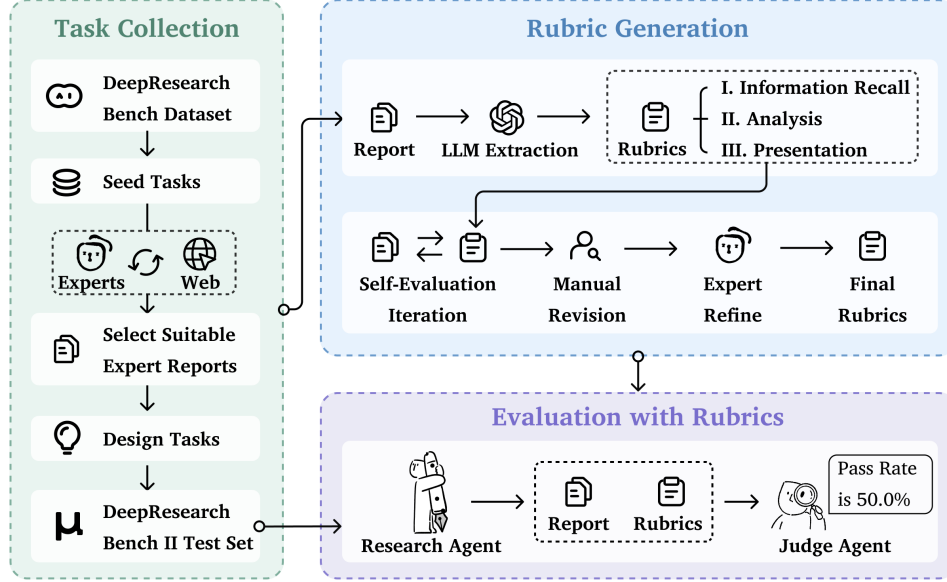 Task Collection
DeepResearch
Bench Dataset
Seed Tasks
Experts
Web
Select Suitable
Expert Reports
Design Tasks
DeepResearch
Bench II Test Set
Rubric Generation
Report
LLM Extraction
Rubrics
I. Information Recall
II. Analysis
III. Presentation
Self-Evaluation
Iteration
Manual
Revision
Expert
Refine
Final
Rubrics
Evaluation with Rubrics
Research Agent
Report
Rubrics
Pass Rate
is 50.0%
Judge Agent